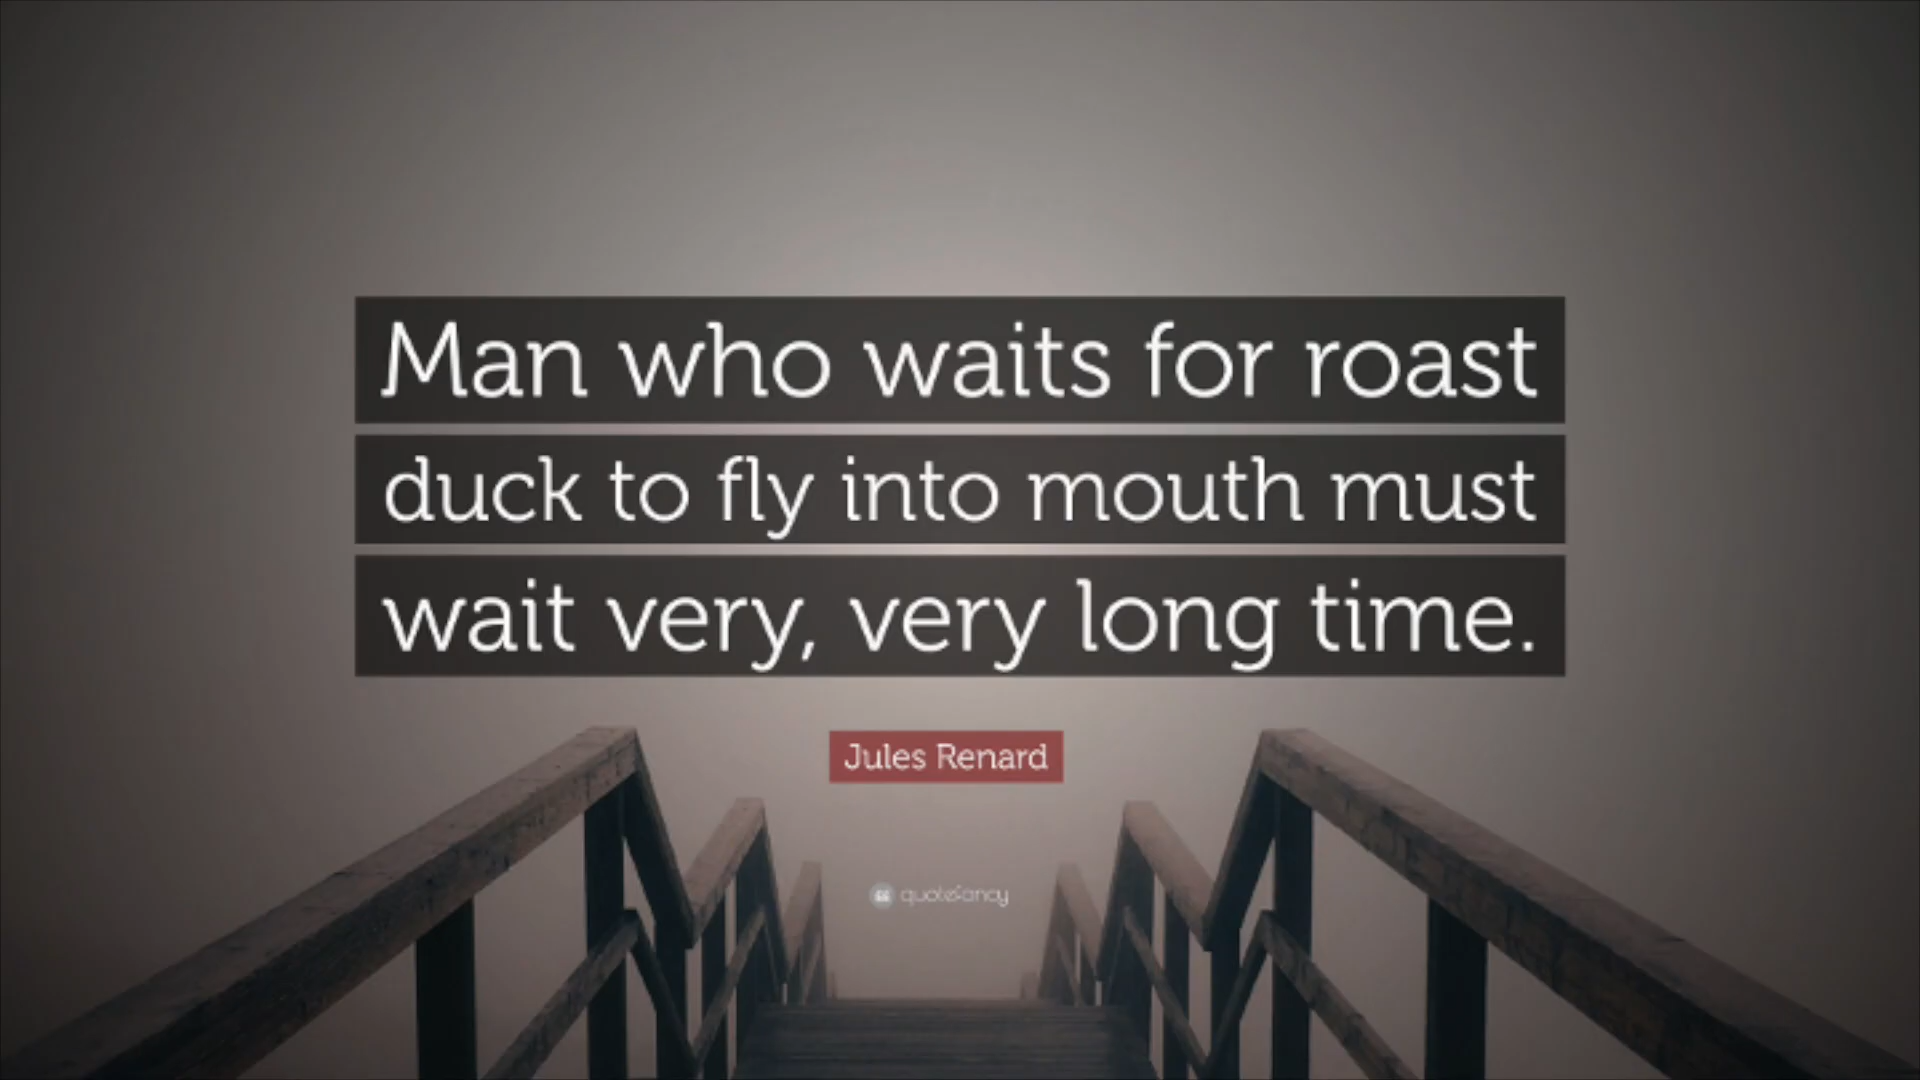 Man who waits for roast
duck to fly into mouth must
wait very, very long time.
Jules Renard
quotefancy